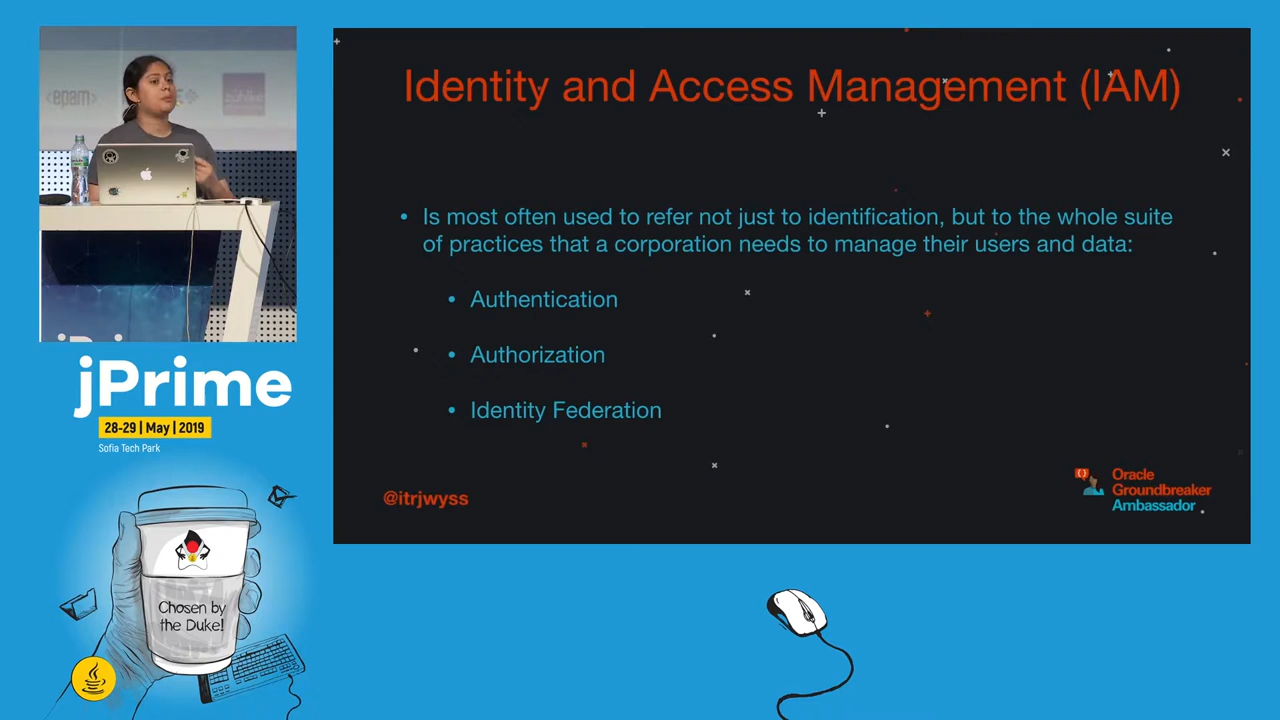 <epam>
Identity and Access Management (IAM)
• Is most often used to refer not just to identification, but to the whole suite
of practices that a corporation needs to manage their users and data:
• Authentication
• Authorization
• Identity Federation
@itrjwyss
Oracle
Groundbreaker
Ambassador
jPrime
28-29 | May | 2019
Sofia Tech Park
Chosen by
the Duke!